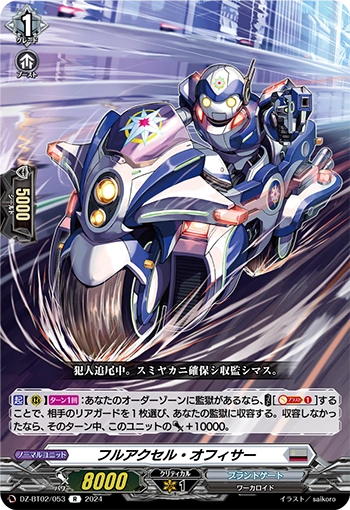 1
グレード
ブースト
シールド
5000
犯人追尾中。スミヤカニ確保シ収監シマス。
起【R】ターン1回:あなたのオーダーゾーンに監獄があるなら、【 1】する
ことで、相手のリアガードを1枚選び、あなたの監獄に収容する。収容しなかっ
たなら、そのターン中、このユニットの +10000。
ノーマルユニット
フルアクセル・オフィサー
パワー 8000
クリティカル
1
ブラントゲート
ワーカロイド
DZ-BT02/053 R 2024
イラスト/ saikoro